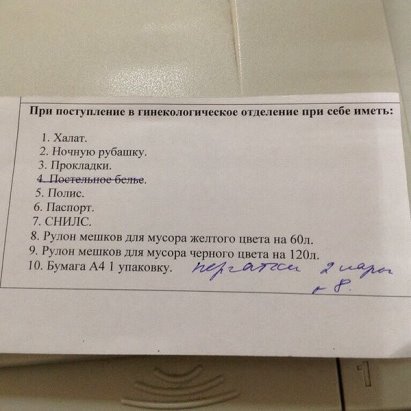 При поступление в гинекологическое отделение при себе иметь:
1. Халат.
2. Ночную рубашку.
3. Прокладки.
4. Постельное белье.
5. Полис.
6. Паспорт.
7. СНИЛС.
8. Рулон мешков для мусора желтого цвета на 60л.
9. Рулон мешков для мусора черного цвета на 120л.
10. Бумага А4 1 упаковку. перчатки 2 пары
8.